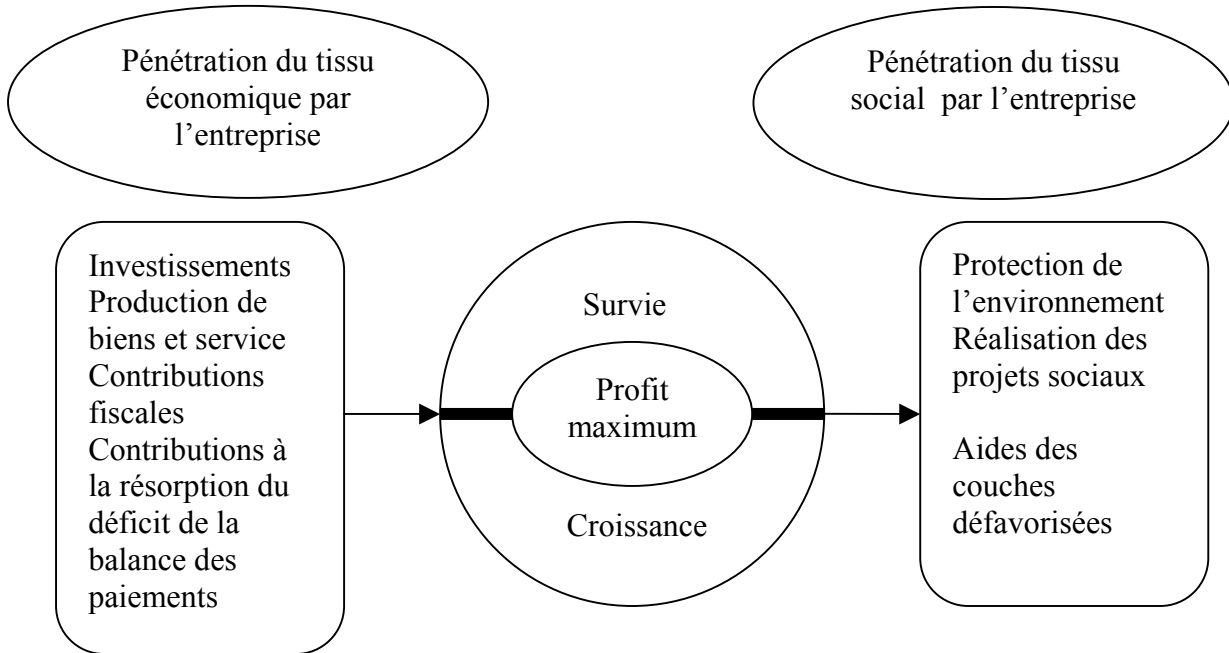 Pénétration du tissu
économique par
l’entreprise
Pénétration du tissu
social par l’entreprise
Investissements
Production de
biens et service
Contributions
fiscales
Contributions à
la résorption du
déficit de la
balance des
paiements
Survie
Profit
maximum
Croissance
Protection de
l’environnement
Réalisation des
projets sociaux
Aides des
couches
défavorisées